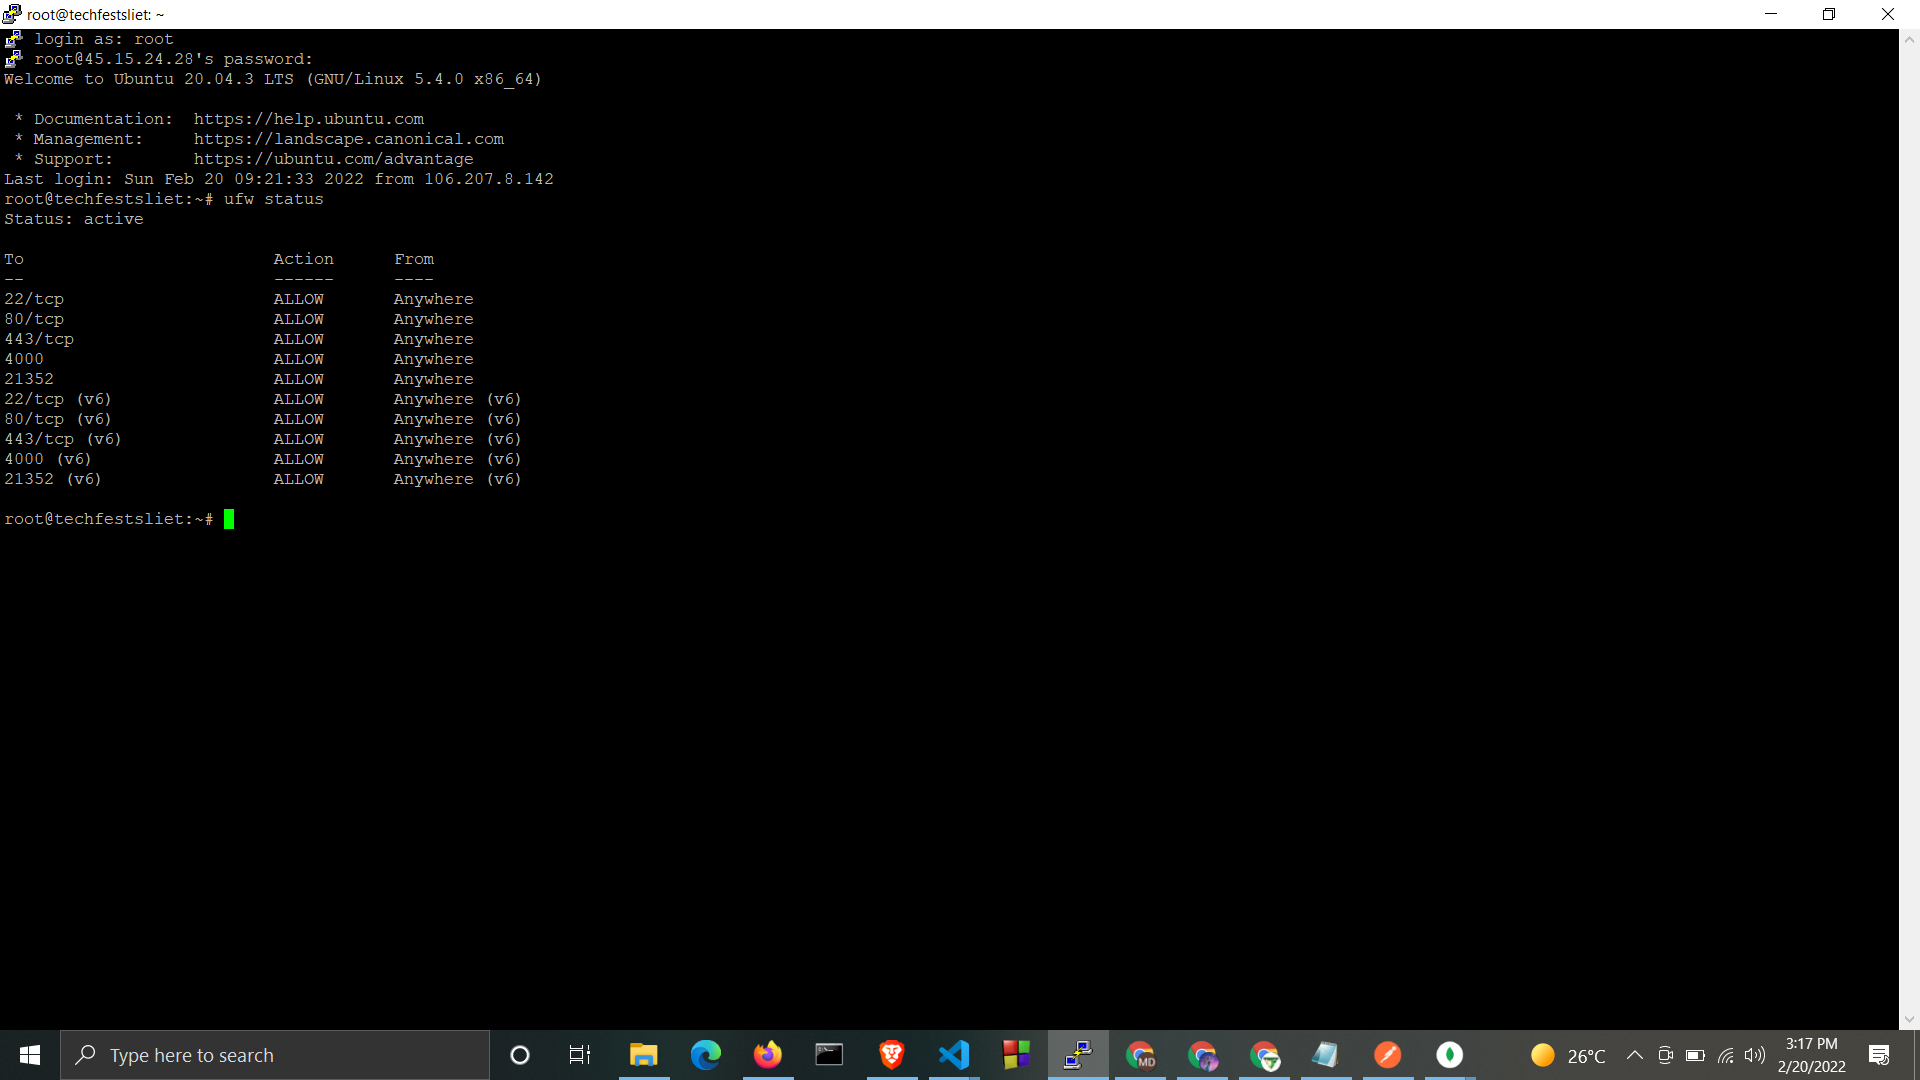 root@techfestsliet: ~
login as: root
root@45.15.24.28's password:
Welcome to Ubuntu 20.04.3 LTS (GNU/Linux 5.4.0 x86_64)
* Documentation:  https://help.ubuntu.com
* Management:     https://landscape.canonical.com
* Support:        https://ubuntu.com/advantage
Last login: Sun Feb 20 09:21:33 2022 from 106.207.8.142
root@techfestsliet:~# ufw status
Status: active
To                         Action      From
--                         ------      ----
22/tcp                     ALLOW       Anywhere
80/tcp                     ALLOW       Anywhere
443/tcp                    ALLOW       Anywhere
4000                       ALLOW       Anywhere
21352                      ALLOW       Anywhere
22/tcp (v6)                ALLOW       Anywhere (v6)
80/tcp (v6)                ALLOW       Anywhere (v6)
443/tcp (v6)               ALLOW       Anywhere (v6)
4000 (v6)                  ALLOW       Anywhere (v6)
21352 (v6)                 ALLOW       Anywhere (v6)
root@techfestsliet:~#
Type here to search
MD
26°C
3:17 PM
2/20/2022